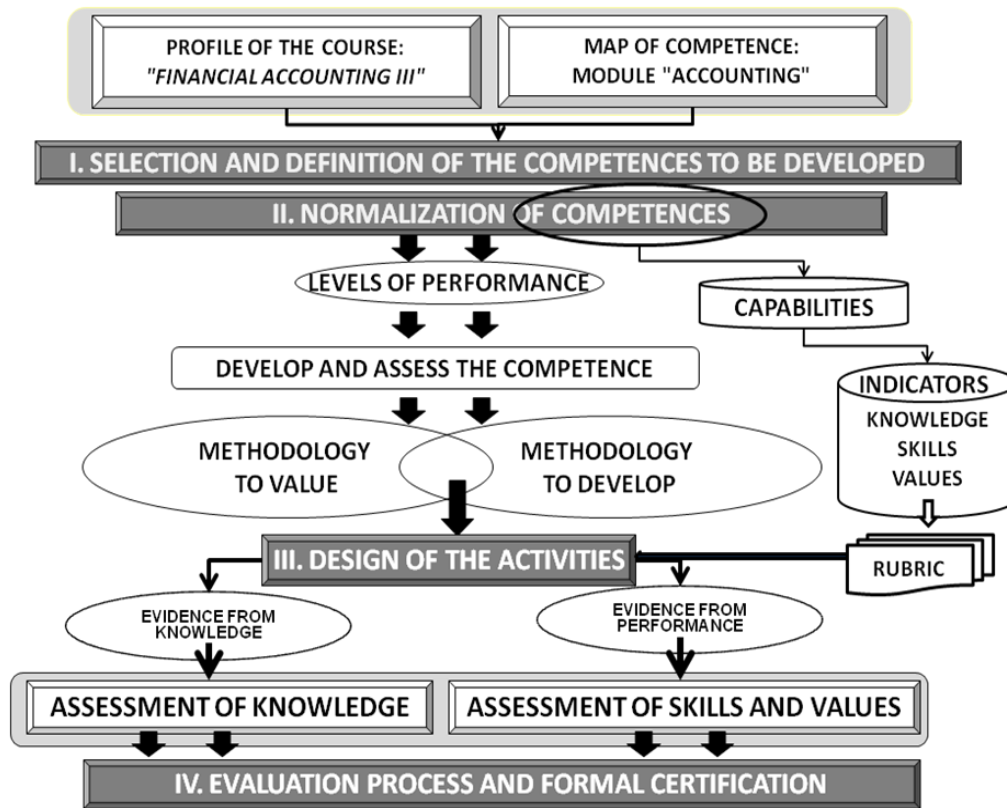 PROFILE OF THE COURSE:
"FINANCIAL ACCOUNTING III"
MAP OF COMPETENCE:
MODULE "ACCOUNTING"
I. SELECTION AND DEFINITION OF THE COMPETENCES TO BE DEVELOPED
II. NORMALIZATION OF COMPETENCES
LEVELS OF PERFORMANCE
CAPABILITIES
DEVELOP AND ASSESS THE COMPETENCE
INDICATORS
KNOWLEDGE
SKILLS
VALUES
METHODOLOGY
TO VALUE
METHODOLOGY
TO DEVELOP
III. DESIGN OF THE ACTIVITIES
RUBRIC
EVIDENCE FROM
KNOWLEDGE
EVIDENCE FROM
PERFORMANCE
ASSESSMENT OF KNOWLEDGE
ASSESSMENT OF SKILLS AND VALUES
IV. EVALUATION PROCESS AND FORMAL CERTIFICATION